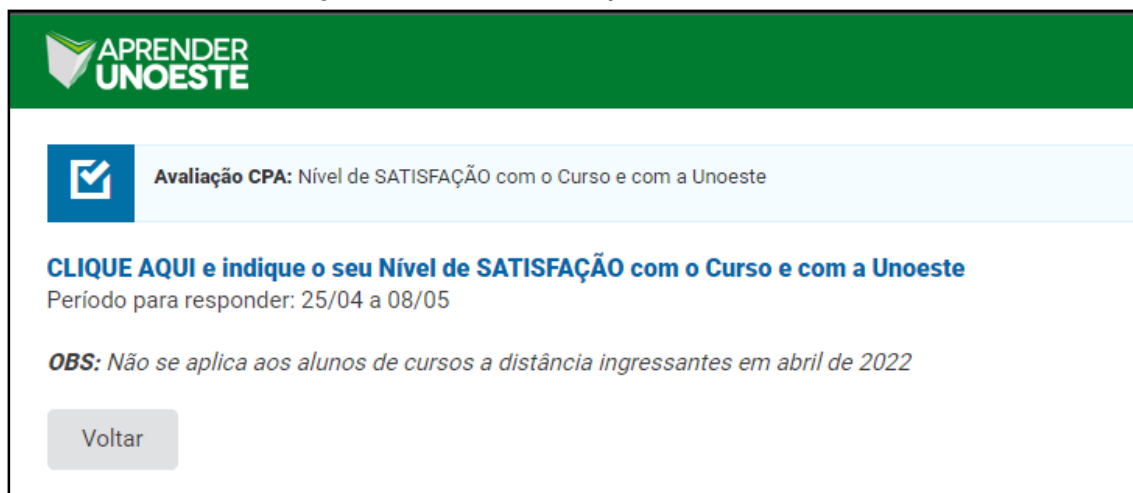 APRENDER
UNOESTE
Avaliação CPA: Nível de SATISFAÇÃO com o Curso e com a Unoeste
CLIQUE AQUI e indique o seu Nível de SATISFAÇÃO com o Curso e com a Unoeste
Período para responder: 25/04 a 08/05
OBS: Não se aplica aos alunos de cursos a distância ingressantes em abril de 2022
Voltar